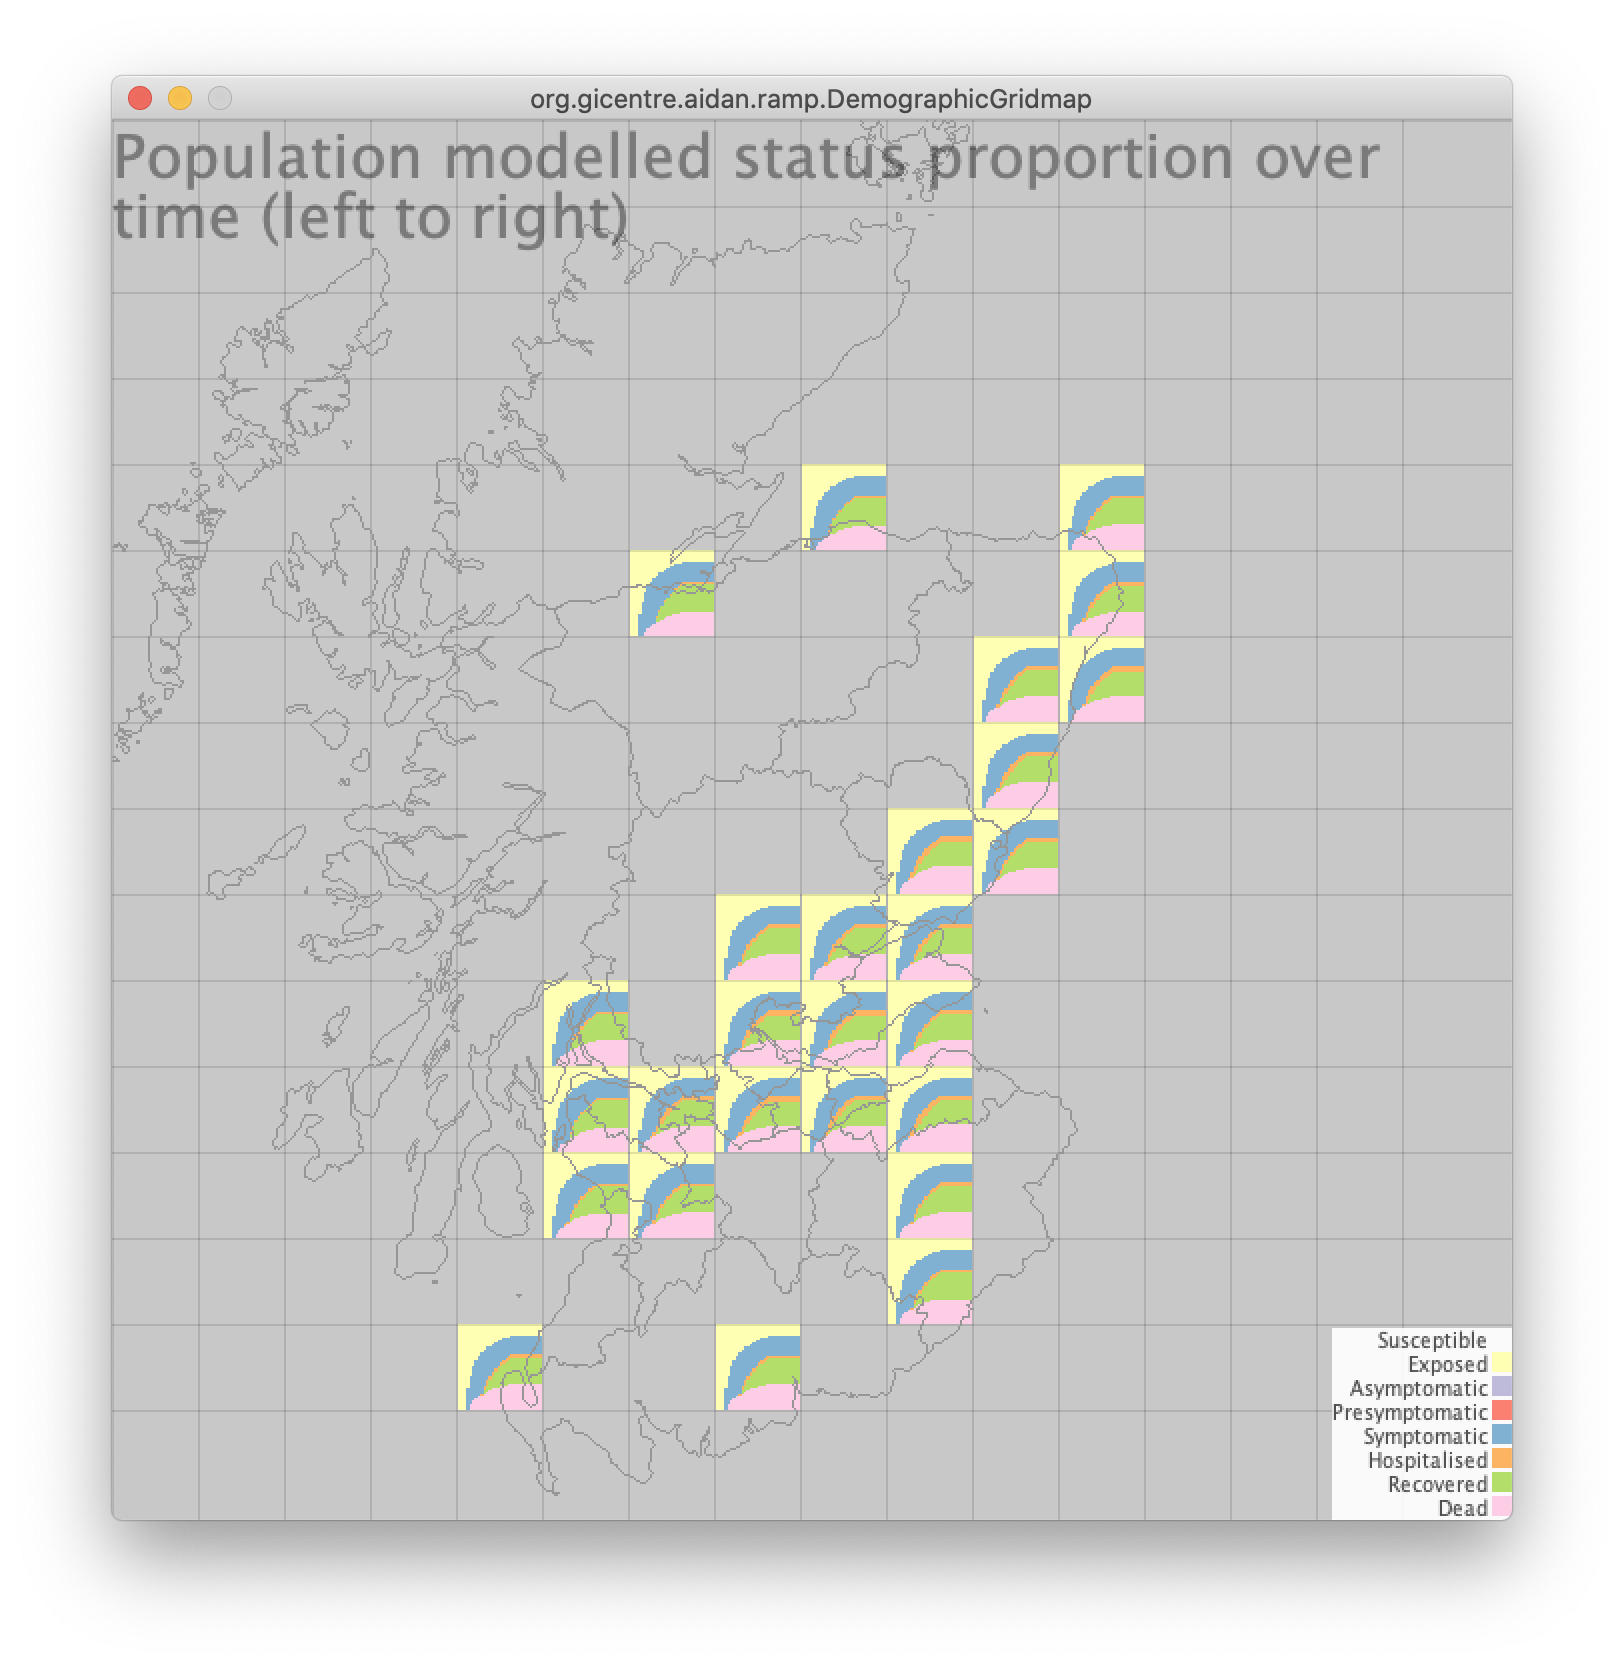 org.gicentre.aidan.ramp.DemographicGridmap
Population modelled status proportion over
time (left to right)
Susceptible
Exposed
Asymptomatic
Presymptomatic
Symptomatic
Hospitalised
Recovered
Dead